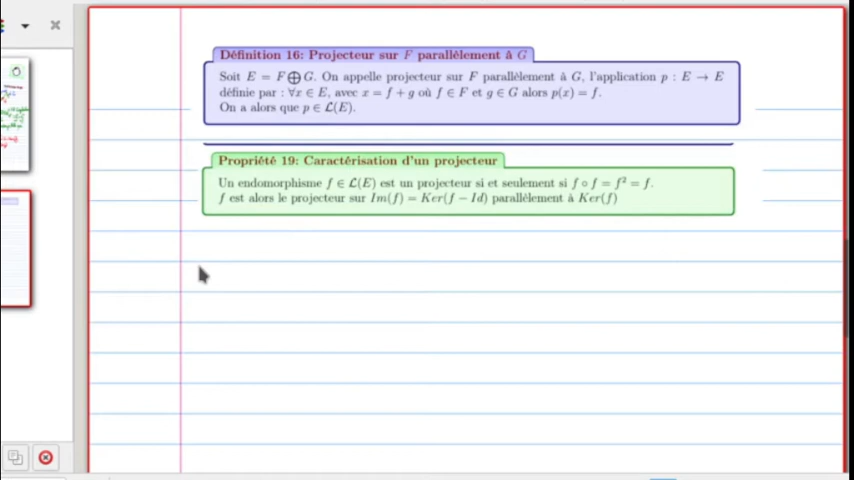 Définition 16: Projecteur sur F parallèlement à G
Soit E = F⨁G. On appelle projecteur sur F parallèlement à G, l'application p : E → E
définie par : ∀x ∈ E, avec x = f + g où f ∈ F et g ∈ G alors p(x) = f.
On a alors que p ∈ ℒ(E).
Propriété 19: Caractérisation d'un projecteur
Un endomorphisme f ∈ ℒ(E) est un projecteur si et seulement si f ∘ f = f² = f.
f est alors le projecteur sur Im(f) = Ker(f − Id) parallèlement à Ker(f)